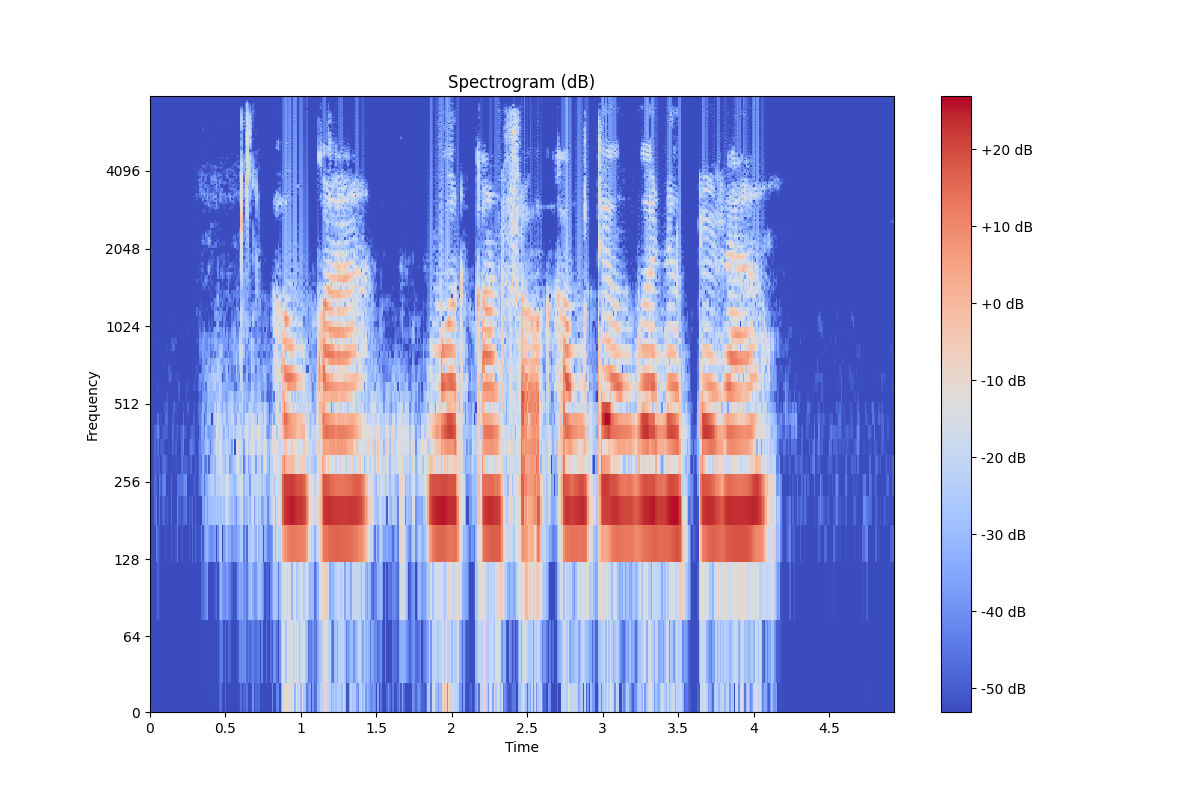 Spectrogram (dB)
Frequency
4096
2048
1024
512
256
128
64
0
0 0.5 1 1.5 2 2.5 3 3.5 4 4.5
Time
+20 dB
+10 dB
+0 dB
-10 dB
-20 dB
-30 dB
-40 dB
-50 dB